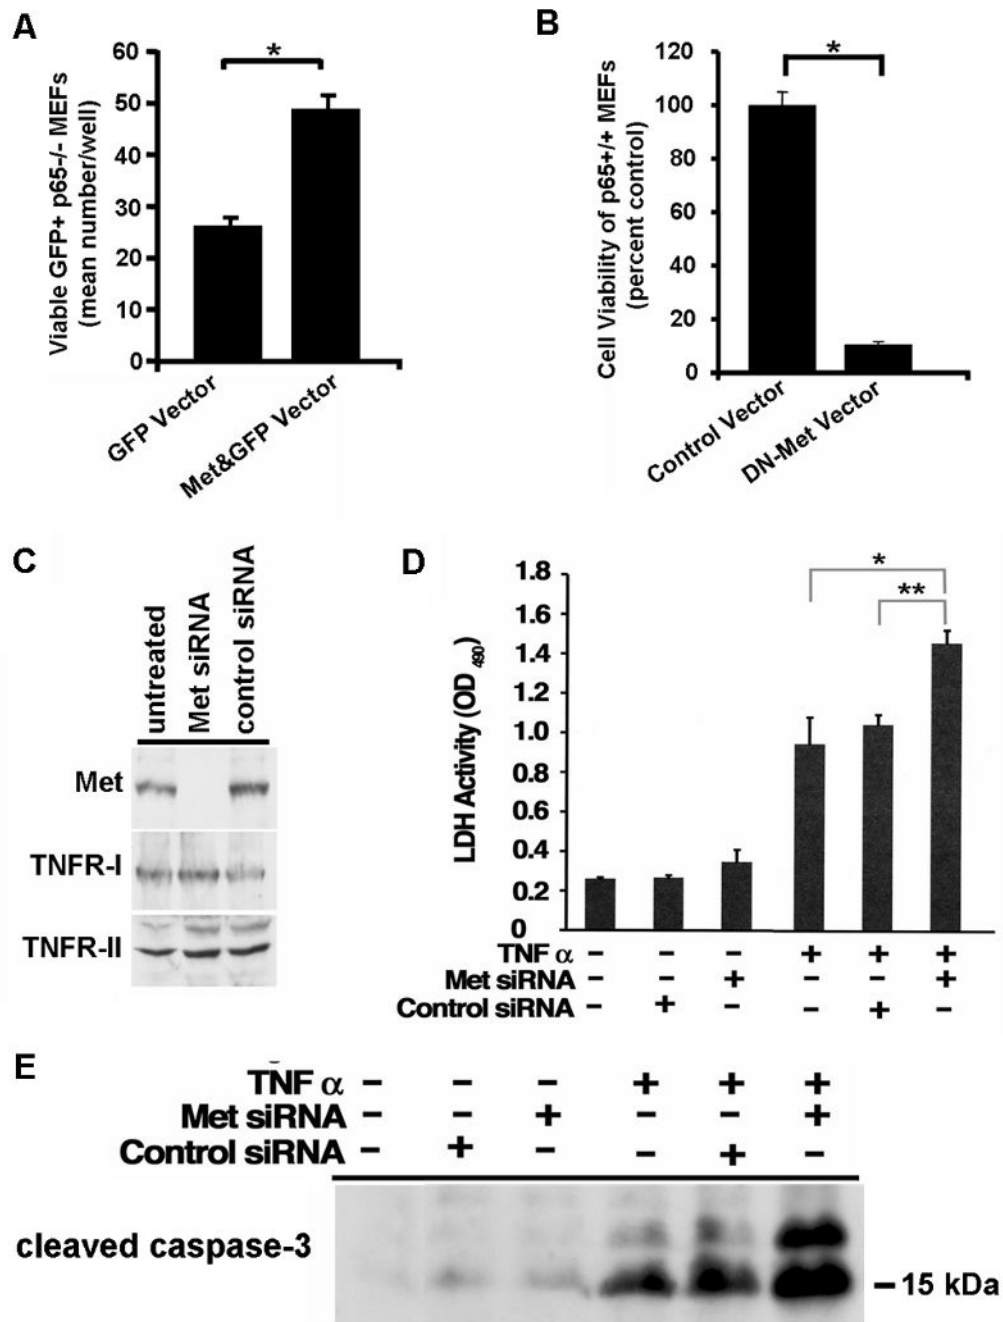 A
Viable GFP+ p65-/- MEFs
(mean number/well)
60
50
40
30
20
10
0
*
GFP Vector
Met&GFP Vector
B
Cell Viability of p65+/+ MEFs
(percent control)
120
100
80
60
40
20
0
*
Control Vector
DN-Met Vector
C
untreated
Met siRNA
control siRNA
Met
TNFR-I
TNFR-II
D
LDH Activity (OD 490)
1.8
1.6
1.4
1.2
1.0
0.8
0.6
0.4
0.2
0
*
**
TNF α – – – + + +
Met siRNA – – + – – +
Control siRNA – + – – + –
E
TNF α – – – + + +
Met siRNA – – + – – +
Control siRNA – + – – + –
cleaved caspase-3
– 15 kDa